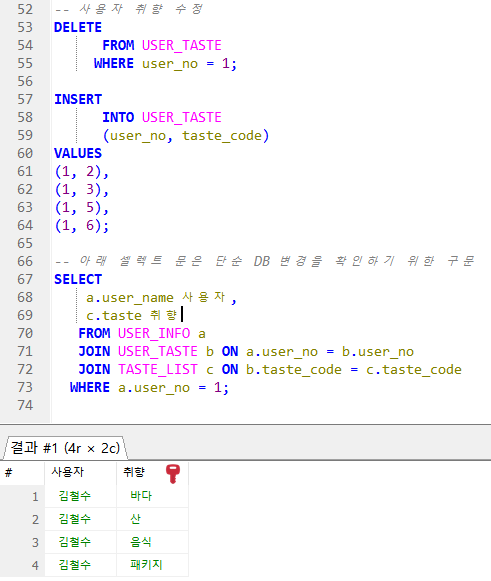 52 -- 사용자 취향 수정
53 DELETE
54 FROM USER_TASTE
55 WHERE user_no = 1;
56
57 INSERT
58 INTO USER_TASTE
59 (user_no, taste_code)
60 VALUES
61 (1, 2),
62 (1, 3),
63 (1, 5),
64 (1, 6);
65
66 -- 아래 셀렉트 문은 단순 DB 변경을 확인하기 위한 구문
67 SELECT
68 a.user_name 사용자,
69 c.taste 취향
70 FROM USER_INFO a
71 JOIN USER_TASTE b ON a.user_no = b.user_no
72 JOIN TASTE_LIST c ON b.taste_code = c.taste_code
73 WHERE a.user_no = 1;
74
결과 #1 (4r × 2c)
# 사용자 취향
1 김철수 바다
2 김철수 산
3 김철수 음식
4 김철수 패키지